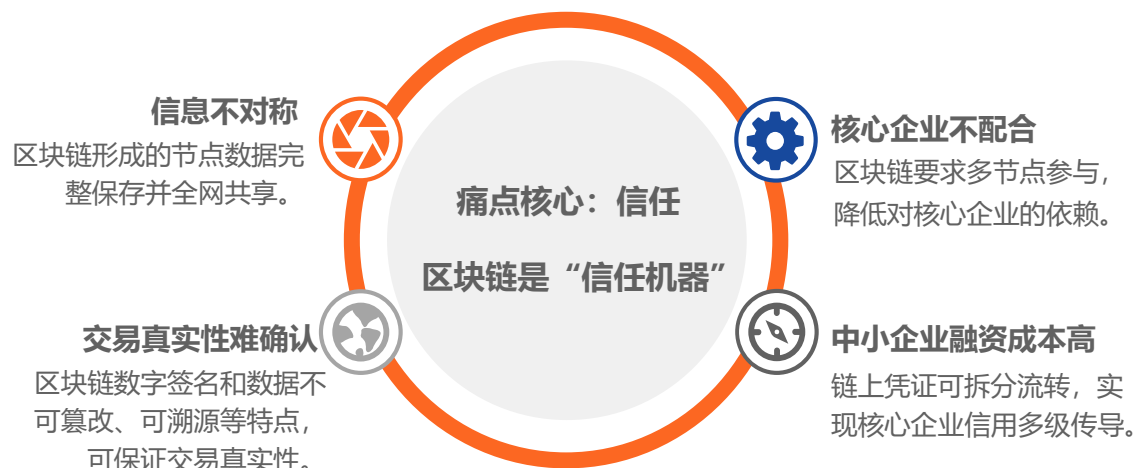 信息不对称
区块链形成的节点数据完
整保存并全网共享。
核心企业不配合
区块链要求多节点参与，
降低对核心企业的依赖。
痛点核心：信任
区块链是“信任机器”
交易真实性难确认
区块链数字签名和数据不
可篡改、可溯源等特点，
可保证交易真实性。
中小企业融资成本高
链上凭证可拆分流转，实
现核心企业信用多级传导。